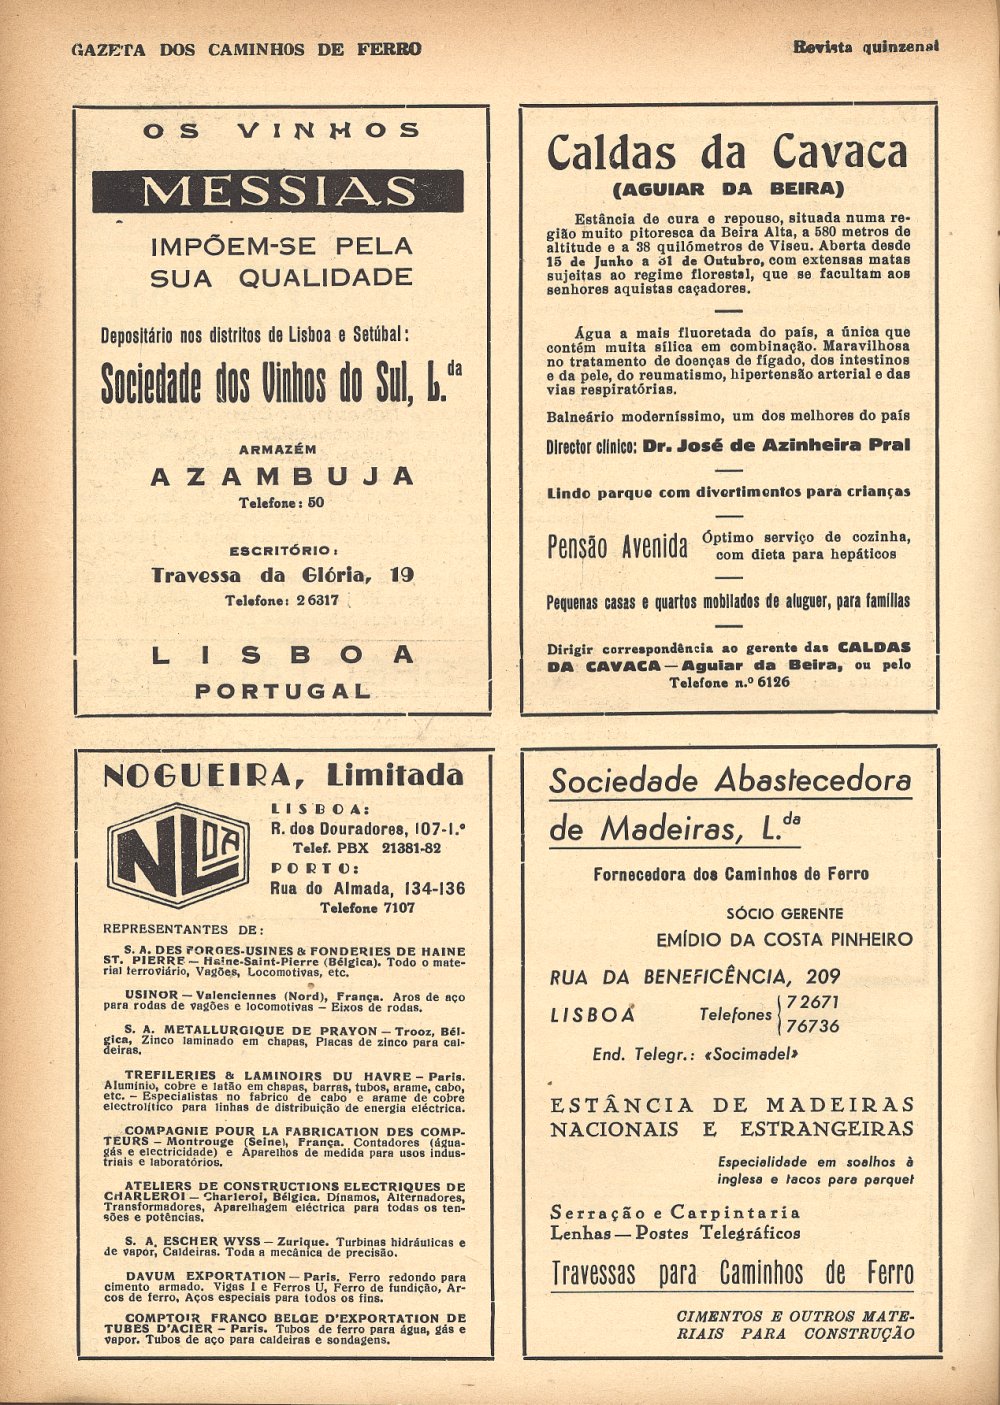 GAZETA DOS CAMINHOS DE FERRO
Revista quinzenal
OS VINHOS
MESSIAS
IMPÕEM-SE PELA
SUA QUALIDADE
Depositário nos distritos de Lisboa e Setúbal:
Sociedade dos Vinhos do Sul, L.da
ARMAZÉM
AZAMBUJA
Telefone: 50
ESCRITÓRIO:
Travessa da Glória, 19
Telefone: 26317
LISBOA
PORTUGAL
Caldas da Cavaca
(AGUIAR DA BEIRA)
Estância de cura e repouso, situada numa re-
gião muito pitoresca da Beira Alta, a 580 metros de
altitude e a 38 quilómetros de Viseu. Aberta desde
15 de Junho a 31 de Outubro, com extensas matas
sujeitas ao regime florestal, que se facultam aos
senhores aquistas caçadores.
Água a mais fluoretada do país, a única que
contém muita sílica em combinação. Maravilhosa
no tratamento de doenças de fígado, dos intestinos
e da pele, do reumatismo, hipertensão arterial e das
vias respiratórias.
Balneário moderníssimo, um dos melhores do país
Director clínico: Dr. José de Azinheira Pral
Lindo parque com divertimentos para crianças
Pensão Avenida Óptimo serviço de cozinha,
com dieta para hepáticos
Pequenas casas e quartos mobilados de aluguer, para famílias
Dirigir correspondência ao gerente das CALDAS
DA CAVACA — Aguiar da Beira, ou pelo
Telefone n.º 6126
NOGUEIRA, Limitada
NLDA
LISBOA:
R. dos Douradores, 107-1.º
Telef. PBX 21381-82
PORTO:
Rua do Almada, 134-136
Telefone 7107
REPRESENTANTES DE:
S. A. DES FORGES-USINES & FONDERIES DE HAINE
ST. PIERRE — Haine-Saint-Pierre (Bélgica). Todo o mate-
rial ferroviário, Vagões, Locomotivas, etc.
USINOR — Valenciennes (Nord), França. Aros de aço
para rodas de vagões e locomotivas — Eixos de rodas.
S. A. METALLURGIQUE DE PRAYON — Trooz, Bél-
gica, Zinco laminado em chapas, Placas de zinco para cal-
deiras.
TREFILERIES & LAMINOIRS DU HAVRE — Paris.
Alumínio, cobre e latão em chapas, barras, tubos, arame, cabo,
etc. — Especialistas no fabrico de cabo e arame de cobre
electrolítico para linhas de distribuição de energia eléctrica.
COMPAGNIE POUR LA FABRICATION DES COMP-
TEURS — Montrouge (Seine), França. Contadores (água-
gás e electricidade) e Aparelhos de medida para usos indus-
triais e laboratórios.
ATELIERS DE CONSTRUCTIONS ELECTRIQUES DE
CHARLEROI — Charleroi, Bélgica. Dínamos, Alternadores,
Transformadores, Aparelhagem eléctrica para todas os ten-
sões e potências.
S. A. ESCHER WYSS — Zurique. Turbinas hidráulicas e
de vapor, Caldeiras. Toda a mecânica de precisão.
DAVUM EXPORTATION — Paris. Ferro redondo para
cimento armado. Vigas I e Ferros U, Ferro de fundição, Ar-
cos de ferro, Aços especiais para todos os fins.
COMPTOIR FRANCO BELGE D'EXPORTATION DE
TUBES D'ACIER — Paris. Tubos de ferro para água, gás e
vapor. Tubos de aço para caldeiras e sondagens.
Sociedade Abastecedora
de Madeiras, L.da
Fornecedora dos Caminhos de Ferro
SÓCIO GERENTE
EMÍDIO DA COSTA PINHEIRO
RUA DA BENEFICÊNCIA, 209
LISBOA Telefones 72671
76736
End. Telegr.: «Socimadel»
ESTÂNCIA DE MADEIRAS
NACIONAIS E ESTRANGEIRAS
Especialidade em soalhos à
inglesa e tacos para parquet
Serração e Carpintaria
Lenhas — Postes Telegráficos
Travessas para Caminhos de Ferro
CIMENTOS E OUTROS MATE-
RIAIS PARA CONSTRUÇÃO